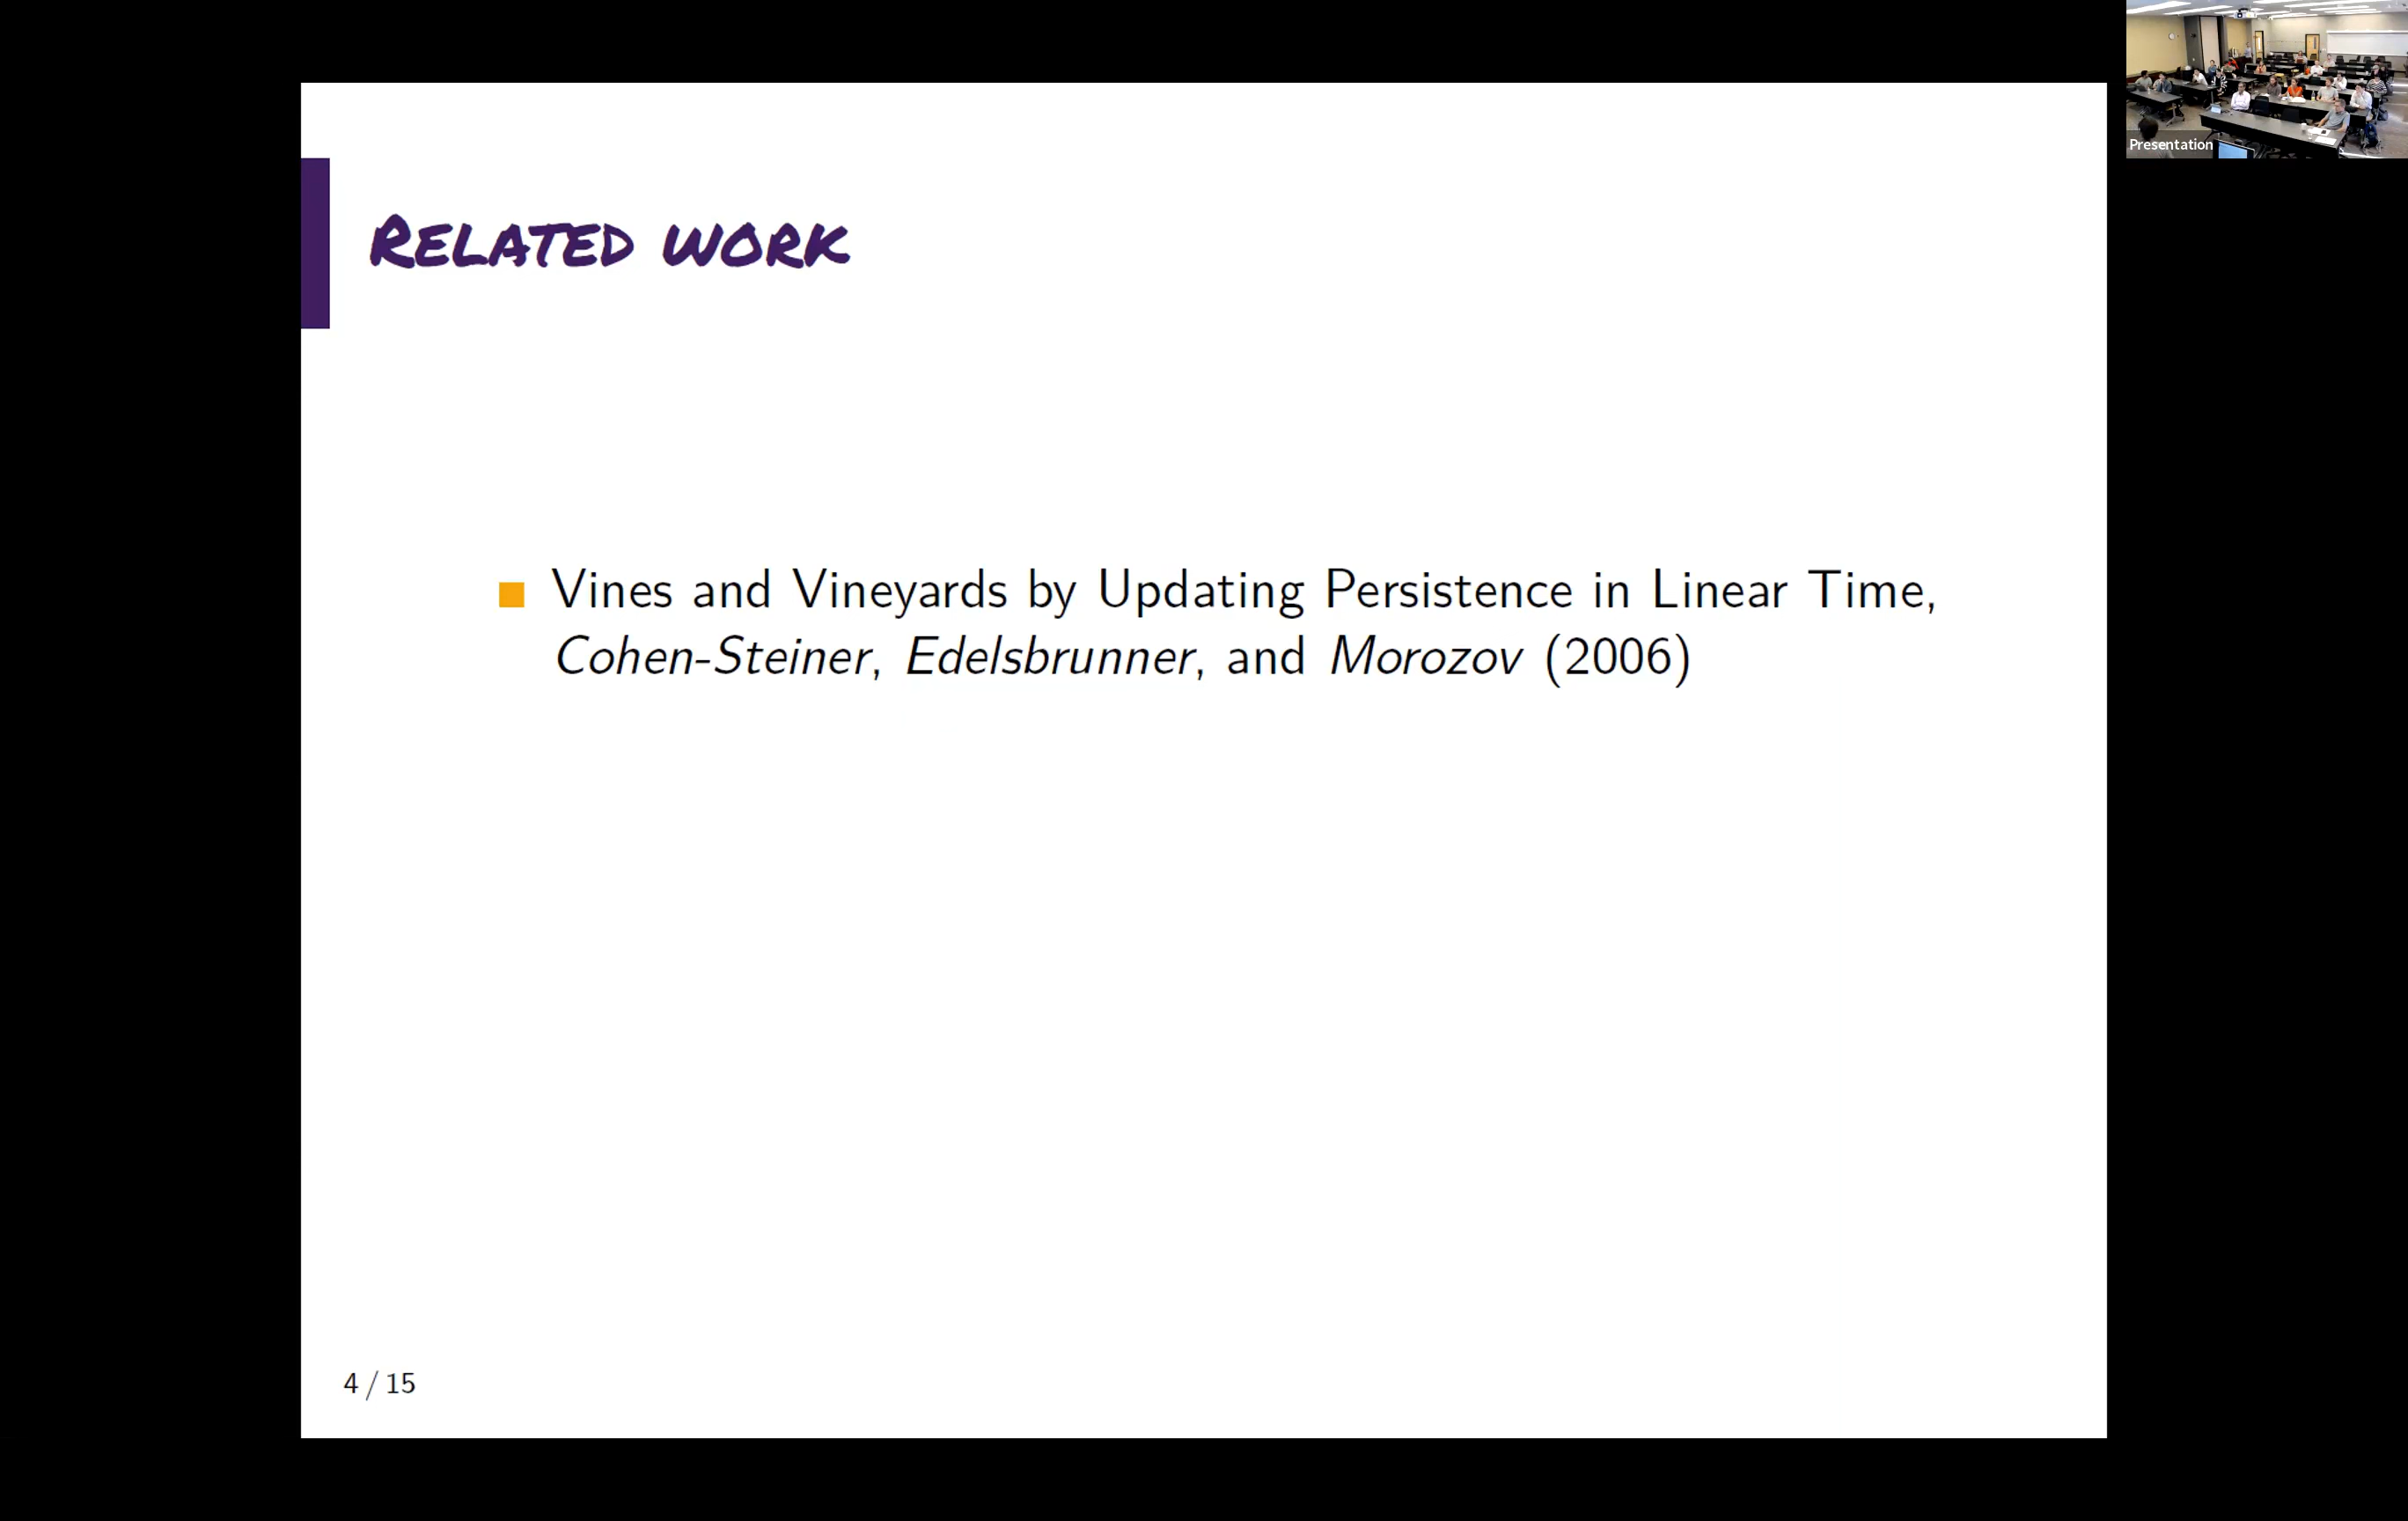 Presentation
RELATED WORK
Vines and Vineyards by Updating Persistence in Linear Time,
Cohen-Steiner, Edelsbrunner, and Morozov (2006)
4 / 15